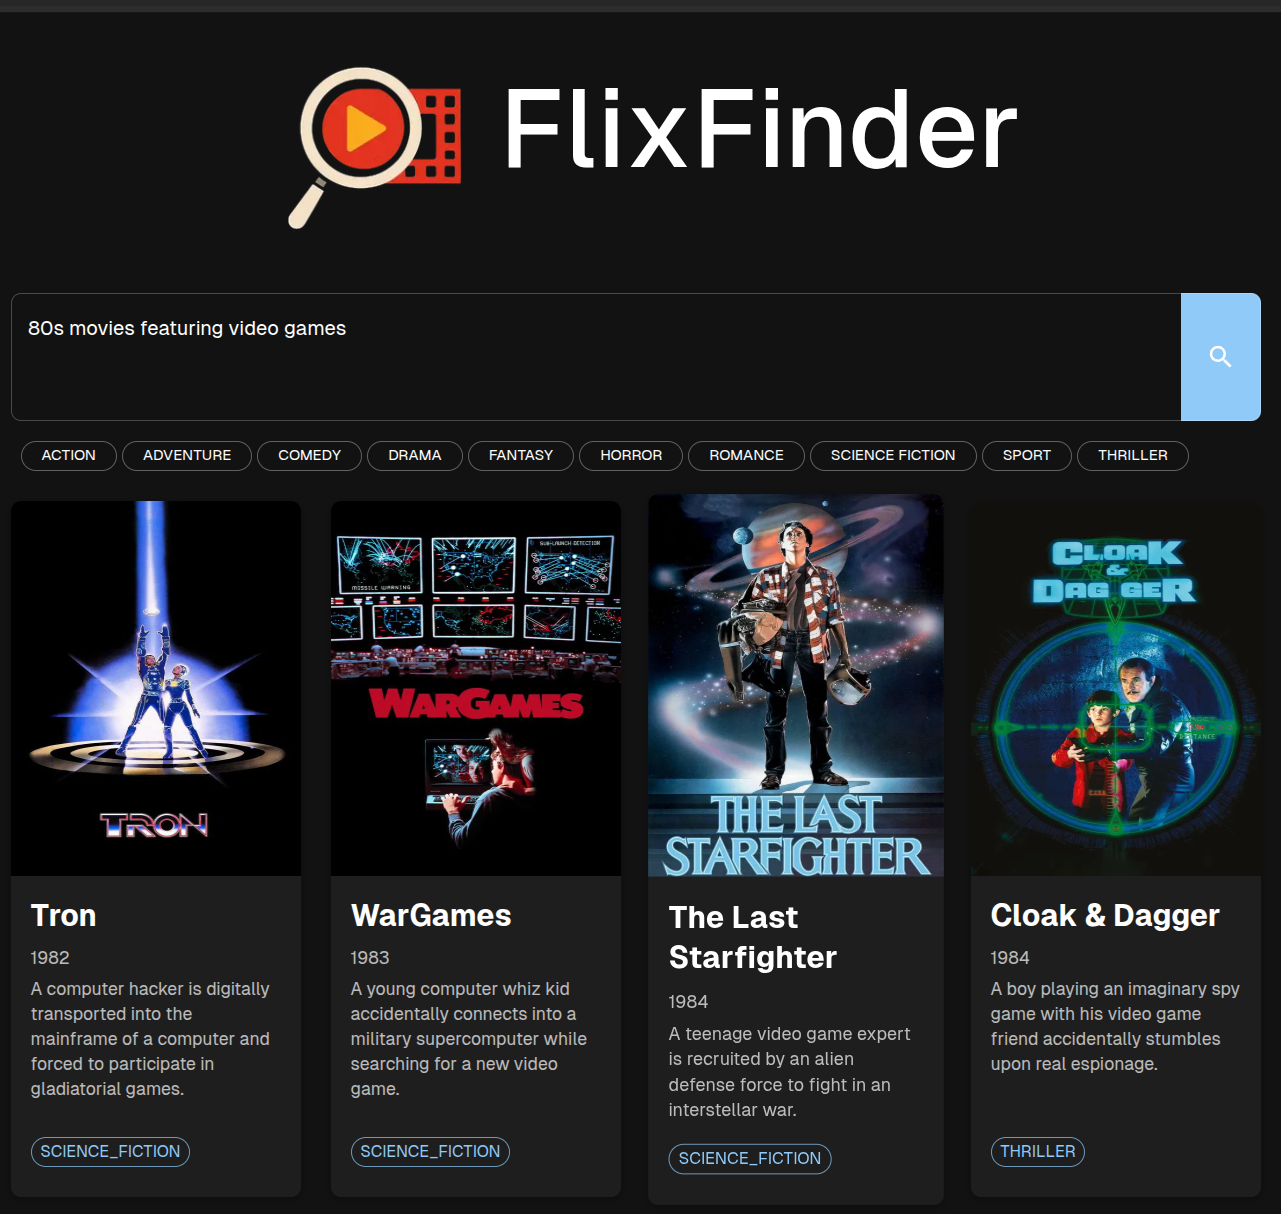 FlixFinder
80s movies featuring video games
ACTION ADVENTURE COMEDY DRAMA FANTASY HORROR ROMANCE SCIENCE FICTION SPORT THRILLER
MISSILE WARNING
SUB-LAUNCH DETECTION
TRON
WARGAMES
THE LAST
STARFIGHTER
CLOAK
&
DAGGER
Tron
1982
A computer hacker is digitally
transported into the
mainframe of a computer and
forced to participate in
gladiatorial games.
SCIENCE_FICTION
WarGames
1983
A young computer whiz kid
accidentally connects into a
military supercomputer while
searching for a new video
game.
SCIENCE_FICTION
The Last
Starfighter
1984
A teenage video game expert
is recruited by an alien
defense force to fight in an
interstellar war.
SCIENCE_FICTION
Cloak & Dagger
1984
A boy playing an imaginary spy
game with his video game
friend accidentally stumbles
upon real espionage.
THRILLER